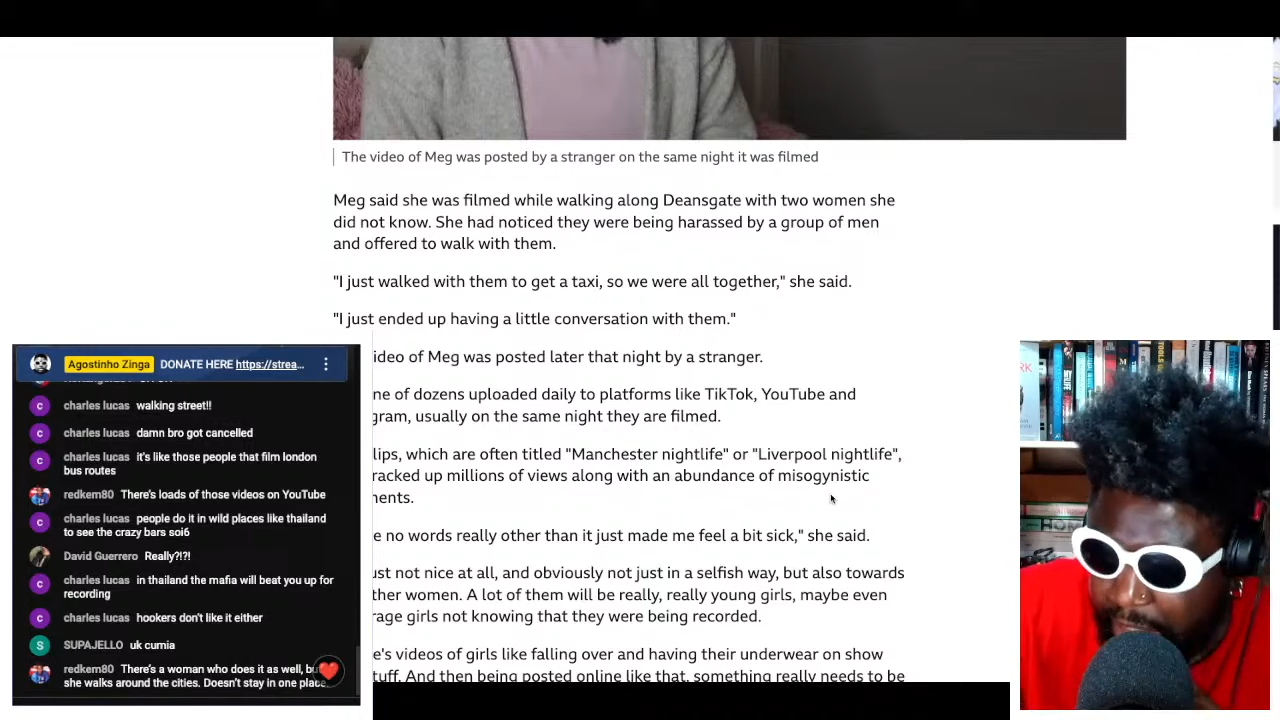 The video of Meg was posted by a stranger on the same night it was filmed
Meg said she was filmed while walking along Deansgate with two women she
did not know. She had noticed they were being harassed by a group of men
and offered to walk with them.
"I just walked with them to get a taxi, so we were all together," she said.
"I just ended up having a little conversation with them."
ideo of Meg was posted later that night by a stranger.
ne of dozens uploaded daily to platforms like TikTok, YouTube and
gram, usually on the same night they are filmed.
lips, which are often titled "Manchester nightlife" or "Liverpool nightlife",
racked up millions of views along with an abundance of misogynistic
nents.
e no words really other than it just made me feel a bit sick," she said.
ust not nice at all, and obviously not just in a selfish way, but also towards
ther women. A lot of them will be really, really young girls, maybe even
rage girls not knowing that they were being recorded.
e's videos of girls like falling over and having their underwear on show
tuff. And then being posted online like that, something really needs to be
Agostinho Zinga DONATE HERE https://strea...
charles lucas walking street!!
charles lucas damn bro got cancelled
charles lucas it's like those people that film london
bus routes
redkem80 There's loads of those videos on YouTube
charles lucas people do it in wild places like thailand
to see the crazy bars soi6
David Guerrero Really?!?!
charles lucas in thailand the mafia will beat you up for
recording
charles lucas hookers don't like it either
SUPAJELLO uk cumia
redkem80 There's a woman who does it as well, bu
she walks around the cities. Doesn't stay in one place